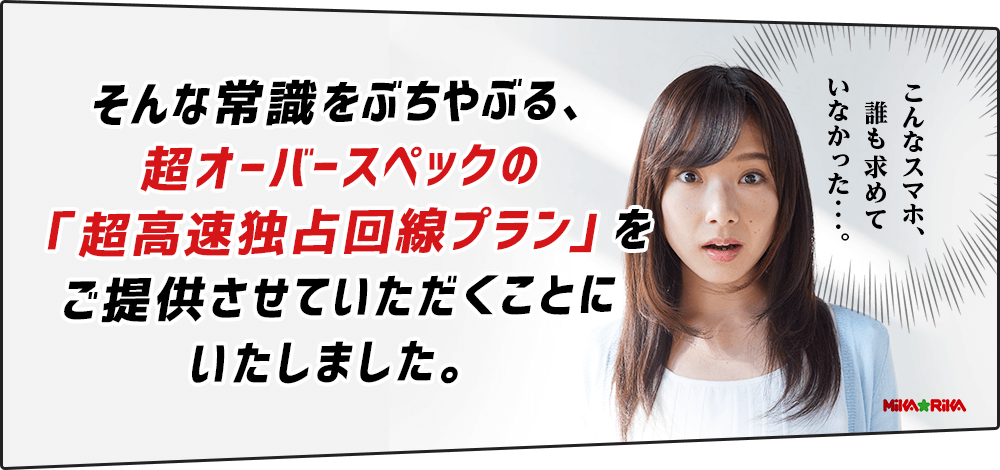 そんな常識をぶちやぶる、
超オーバースペックの
「超高速独占回線プラン」を
ご提供させていただくことに
いたしました。
こんなスマホ、
誰も求めて
いなかった・・・。
MiKA★RiKA